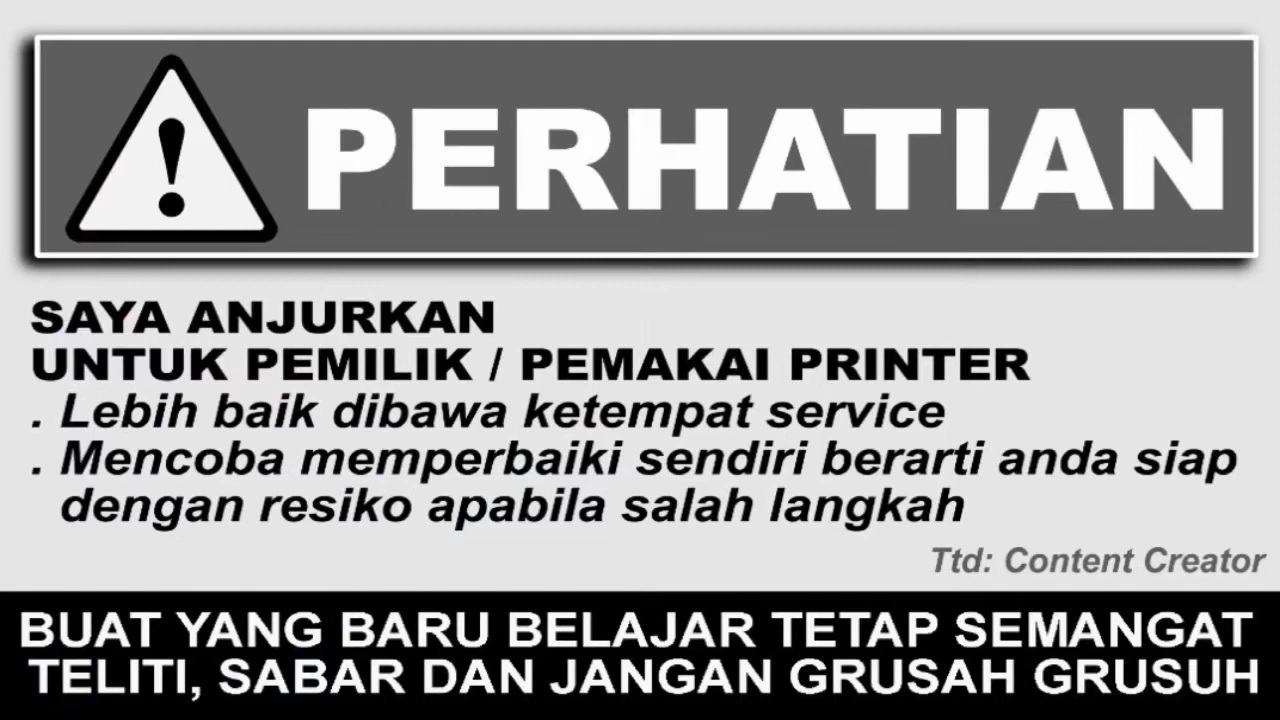 PERHATIAN
SAYA ANJURKAN
UNTUK PEMILIK / PEMAKAI PRINTER
. Lebih baik dibawa ketempat service
. Mencoba memperbaiki sendiri berarti anda siap
dengan resiko apabila salah langkah
Ttd: Content Creator
BUAT YANG BARU BELAJAR TETAP SEMANGAT
TELITI, SABAR DAN JANGAN GRUSAH GRUSUH